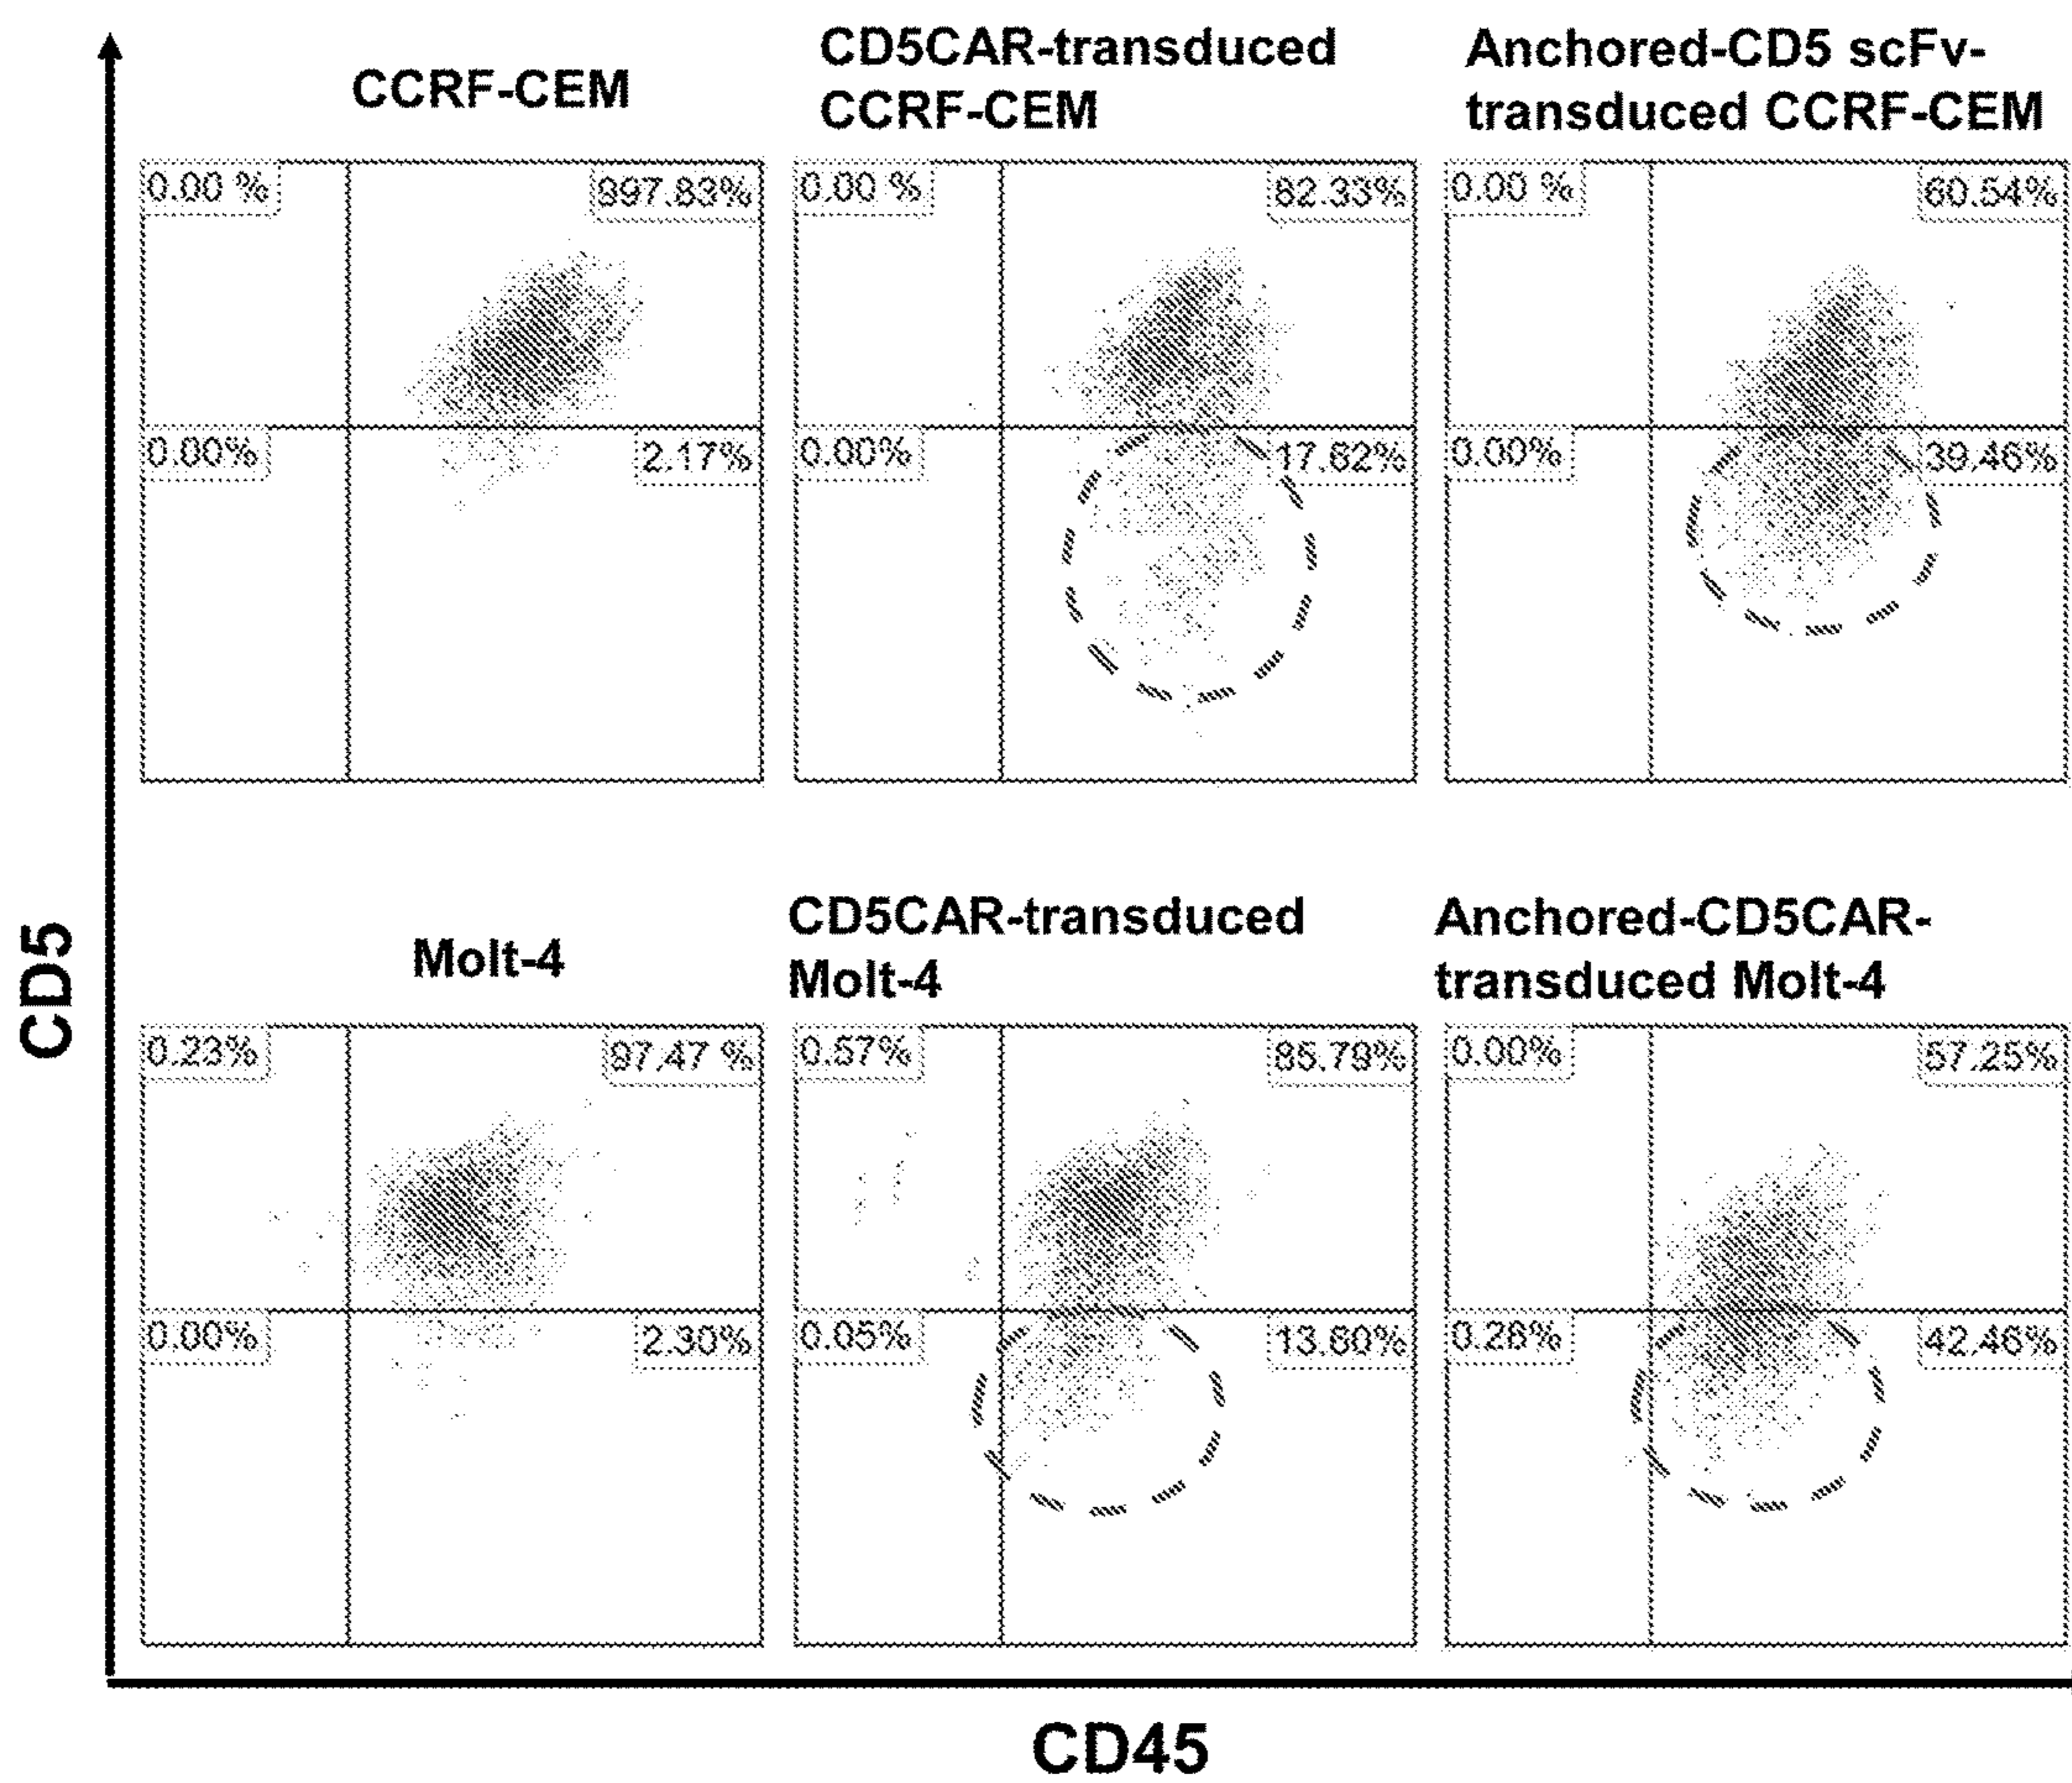 CCRF-CEM
CD5CAR-transduced
CCRF-CEM
Anchored-CD5 scFv-
transduced CCRF-CEM
0.00 %
997.83%
0.00 %
82.33%
0.00 %
60.54%
0.00%
2.17%
0.00%
17.62%
0.00%
39.46%
CD5
Molt-4
CD5CAR-transduced
Molt-4
Anchored-CD5CAR-
transduced Molt-4
0.23%
97.47 %
0.57%
85.79%
0.00%
57.25%
0.00%
2.30%
0.05%
13.60%
0.28%
42.46%
CD45